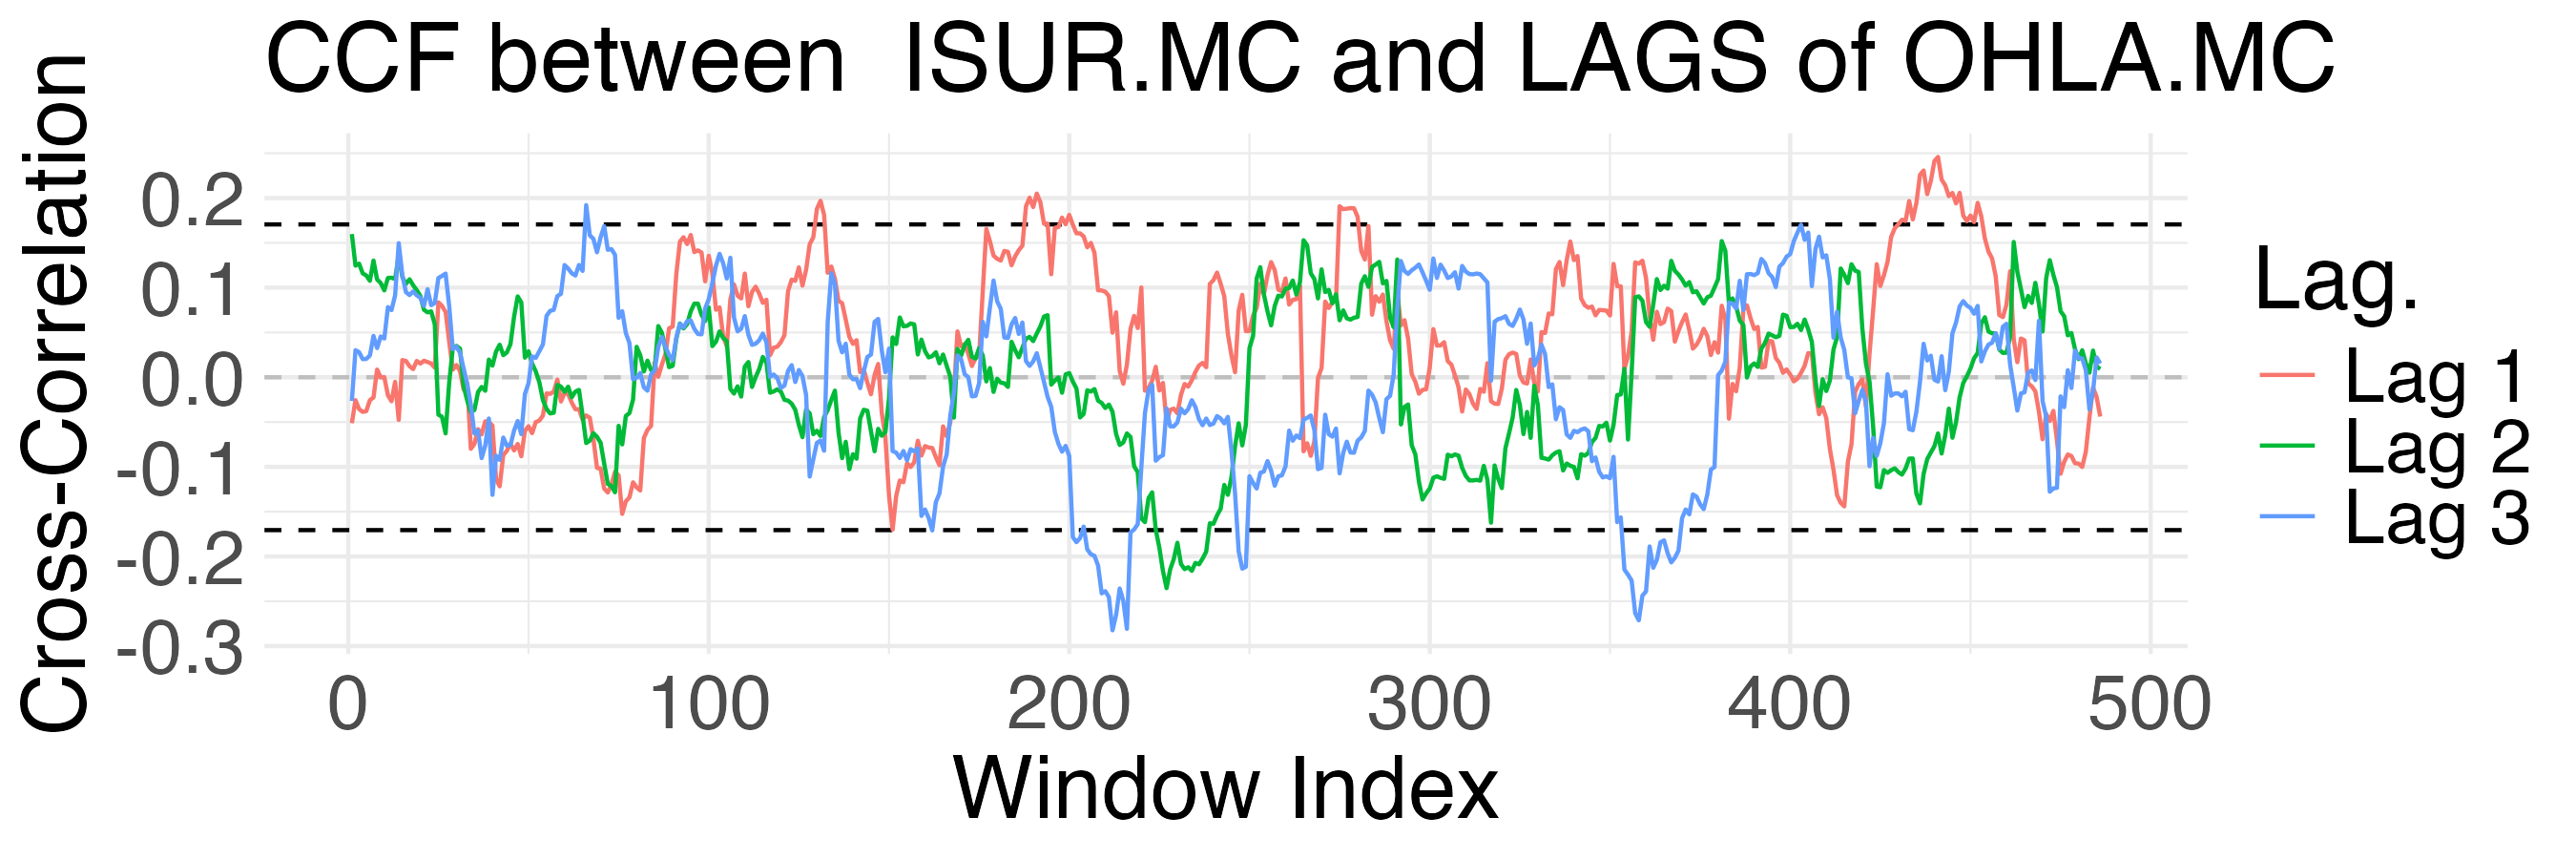 CCF between  ISUR.MC and LAGS of OHLA.MC
Cross-Correlation
0.2
0.1
0.0
-0.1
-0.2
-0.3
0 100 200 300 400 500
Window Index
Lag.
Lag 1
Lag 2
Lag 3